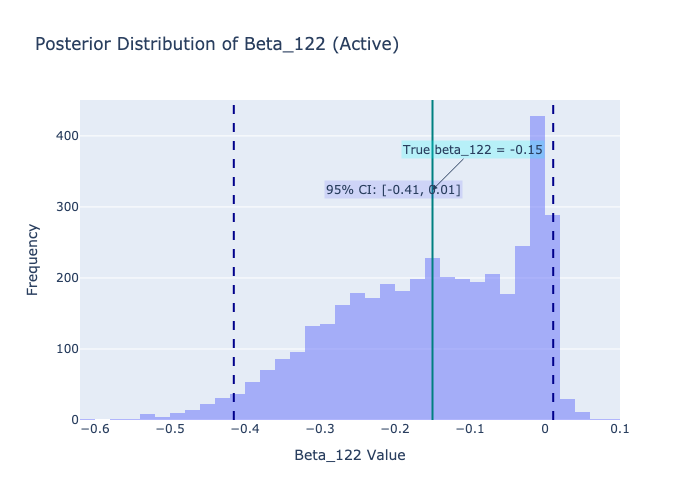 Posterior Distribution of Beta_122 (Active)
Frequency
400
300
200
100
0
True beta_122 = -0.15
95% CI: [-0.41, 0.01]
−0.6
−0.5
−0.4
−0.3
−0.2
−0.1
0
0.1
Beta_122 Value